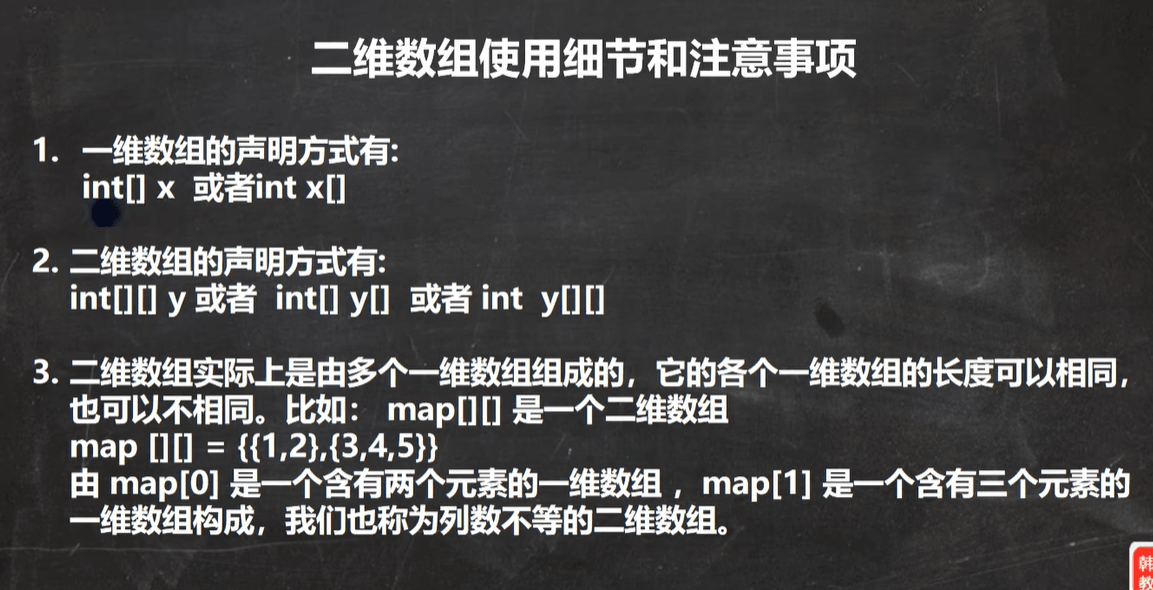 二维数组使用细节和注意事项
1. 一维数组的声明方式有:
int[] x 或者int x[]
2. 二维数组的声明方式有:
int[][] y 或者 int[] y[] 或者 int y[][]
3. 二维数组实际上是由多个一维数组组成的，它的各个一维数组的长度可以相同，
也可以不相同。比如： map[][] 是一个二维数组
map [][] = {{1,2},{3,4,5}}
由 map[0] 是一个含有两个元素的一维数组 ，map[1] 是一个含有三个元素的
一维数组构成，我们也称为列数不等的二维数组。
韩
教